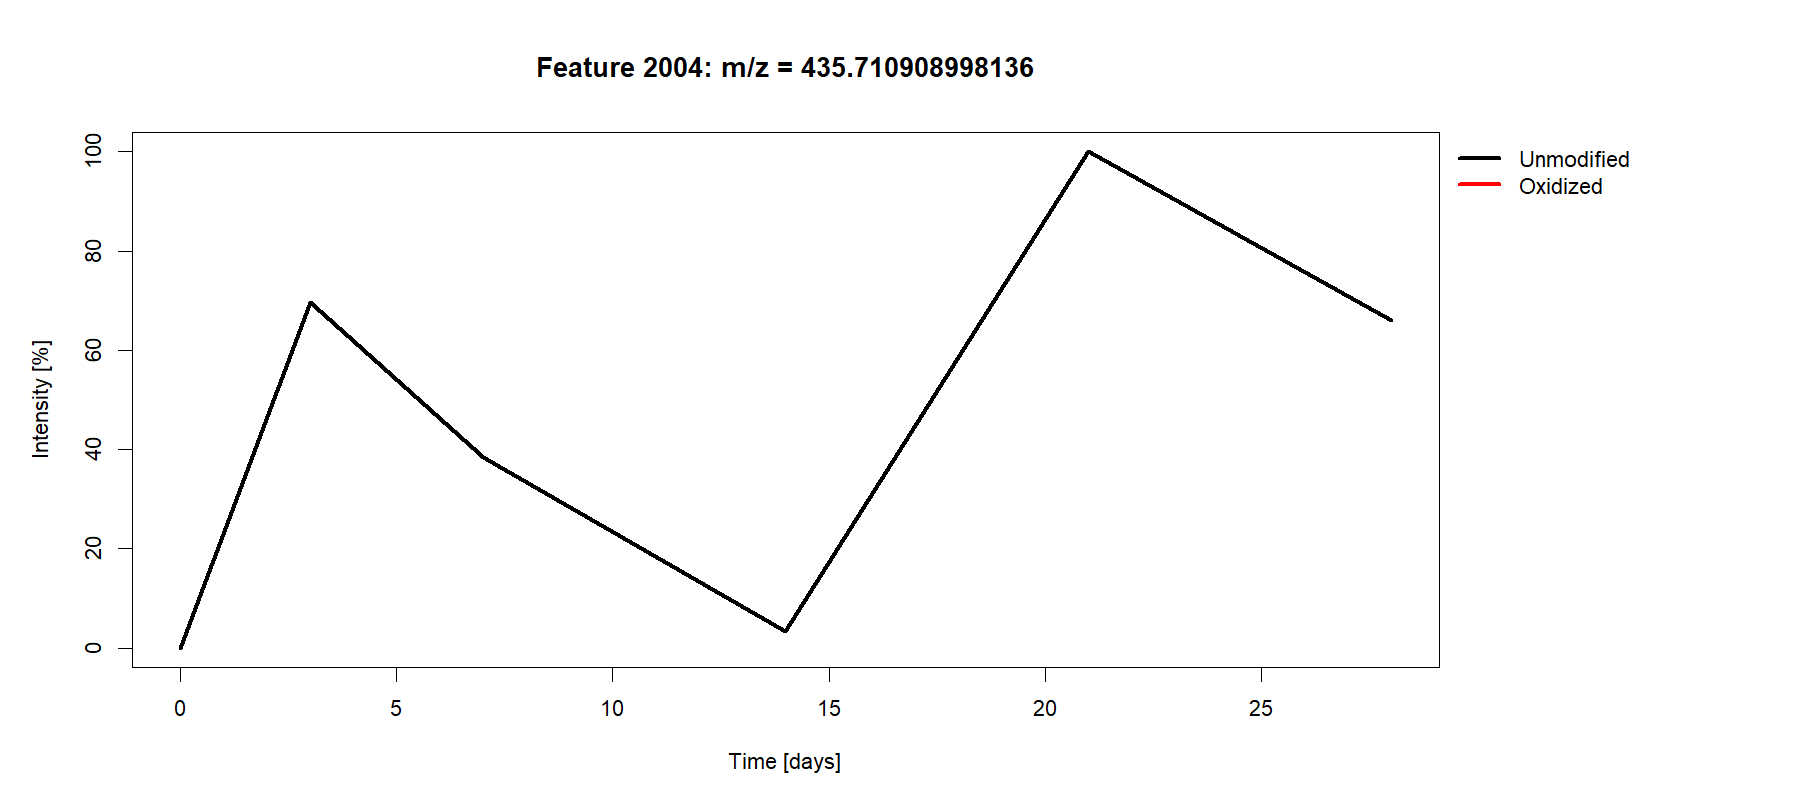 Feature 2004: m/z = 435.710908998136
Unmodified
Oxidized
Intensity [%]
100
80
60
40
20
0
0 5 10 15 20 25
Time [days]